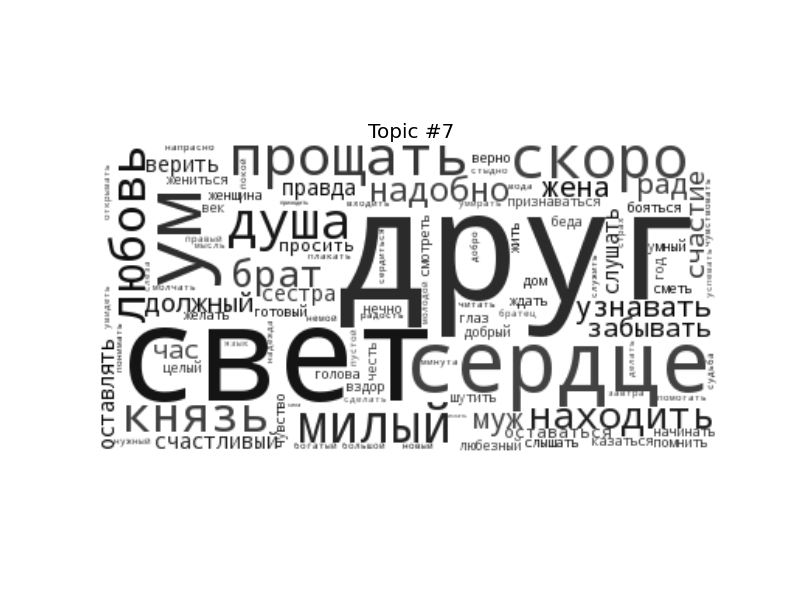 Topic #7
напрасно
прощать
верно
скоро
стыдно
верить
жениться
покой
правда
надобно
жена
рад
счастие
открывать
любовь
ум
женщина
век
душа
входить
умирать
вода
признаваться
бояться
чувствовать
друг
беда
страх
правый
мысль
просить
плакать
сердиться
смотреть
добро
жить
слушать
умный
год
брат
слеза
молчать
сестра
дом
служить
сметь
успевать
должный
готовый
желать
немой
нечно
радость
молодой
читать
ждать
братец
узнавать
увидеть
свет
глаз
добрый
забывать
понимать
надежда
час
язык
пустой
честь
минута
сердце
делать
судьба
оставлять
целый
голова
вздор
сделать
шутить
завтра
помогать
князь
чувство
милый
муж
находить
оставаться
начинать
нужный
счастливый
богатый
большой
новый
любезный
слышать
казаться
помнить